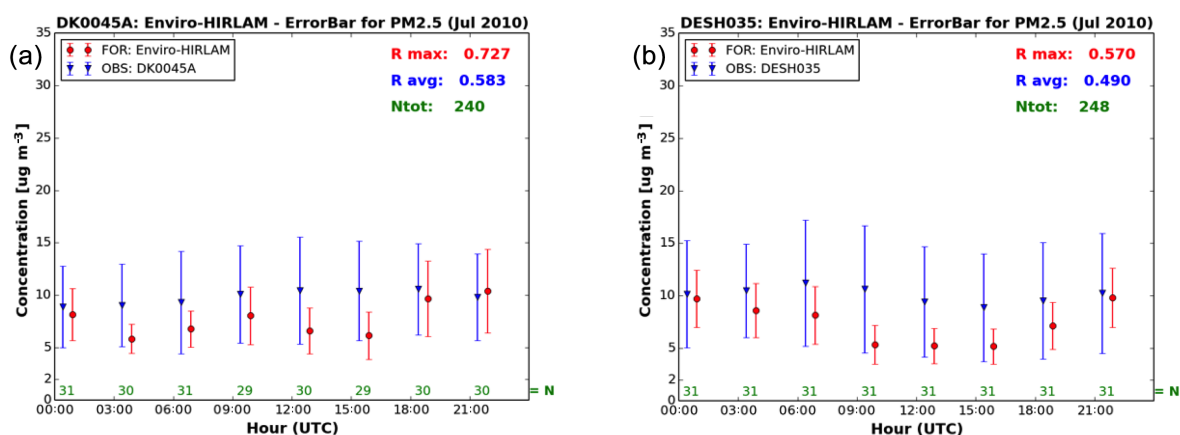 DK0045A: Enviro-HIRLAM - ErrorBar for PM2.5 (Jul 2010)
(a)
FOR: Enviro-HIRLAM
OBS: DK0045A
R max: 0.727
R avg: 0.583
Ntot: 240
Concentration [ug m⁻³]
35
30
25
20
15
10
5
2
0
31 30 31 29 30 29 30 30 = N
00:00 03:00 06:00 09:00 12:00 15:00 18:00 21:00
Hour (UTC)
DESH035: Enviro-HIRLAM - ErrorBar for PM2.5 (Jul 2010)
(b)
FOR: Enviro-HIRLAM
OBS: DESH035
R max: 0.570
R avg: 0.490
Ntot: 248
Concentration [ug m⁻³]
35
30
25
20
15
10
5
2
0
31 31 31 31 31 31 31 31 = N
00:00 03:00 06:00 09:00 12:00 15:00 18:00 21:00
Hour (UTC)